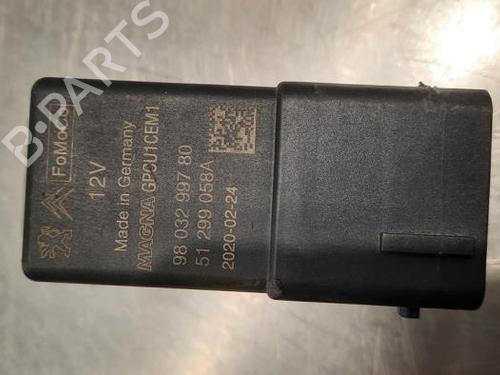 B-PARTS
FoMoCo
12V
Made in Germany
MAGNA GPCU1CEM1
98 032 997 80
51 299 058A
2020-02-24